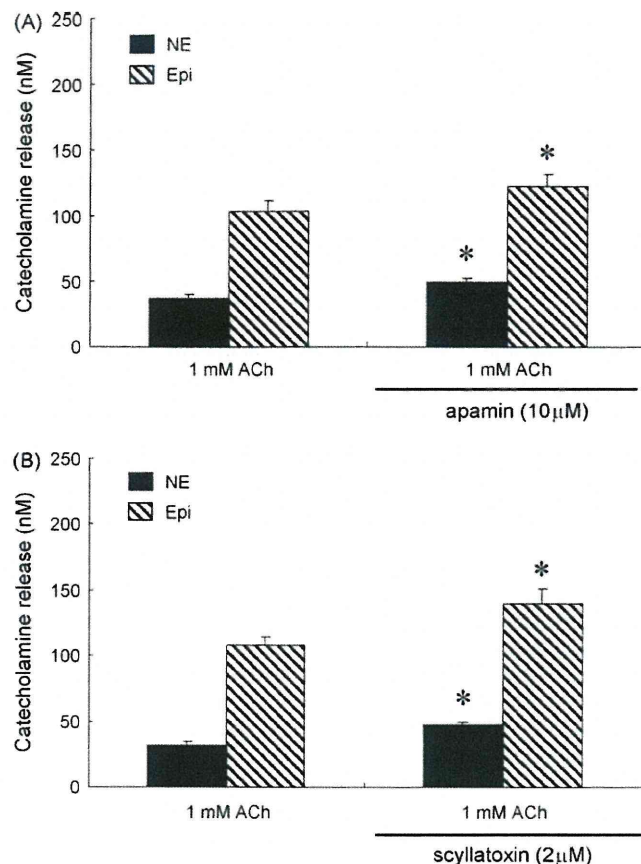 (A)
250
200
150
100
50
0
Catecholamine release (nM)
NE
Epi
*
*
1 mM ACh
1 mM ACh
apamin (10μM)
(B)
250
200
150
100
50
0
Catecholamine release (nM)
NE
Epi
*
*
1 mM ACh
1 mM ACh
scyllatoxin (2μM)